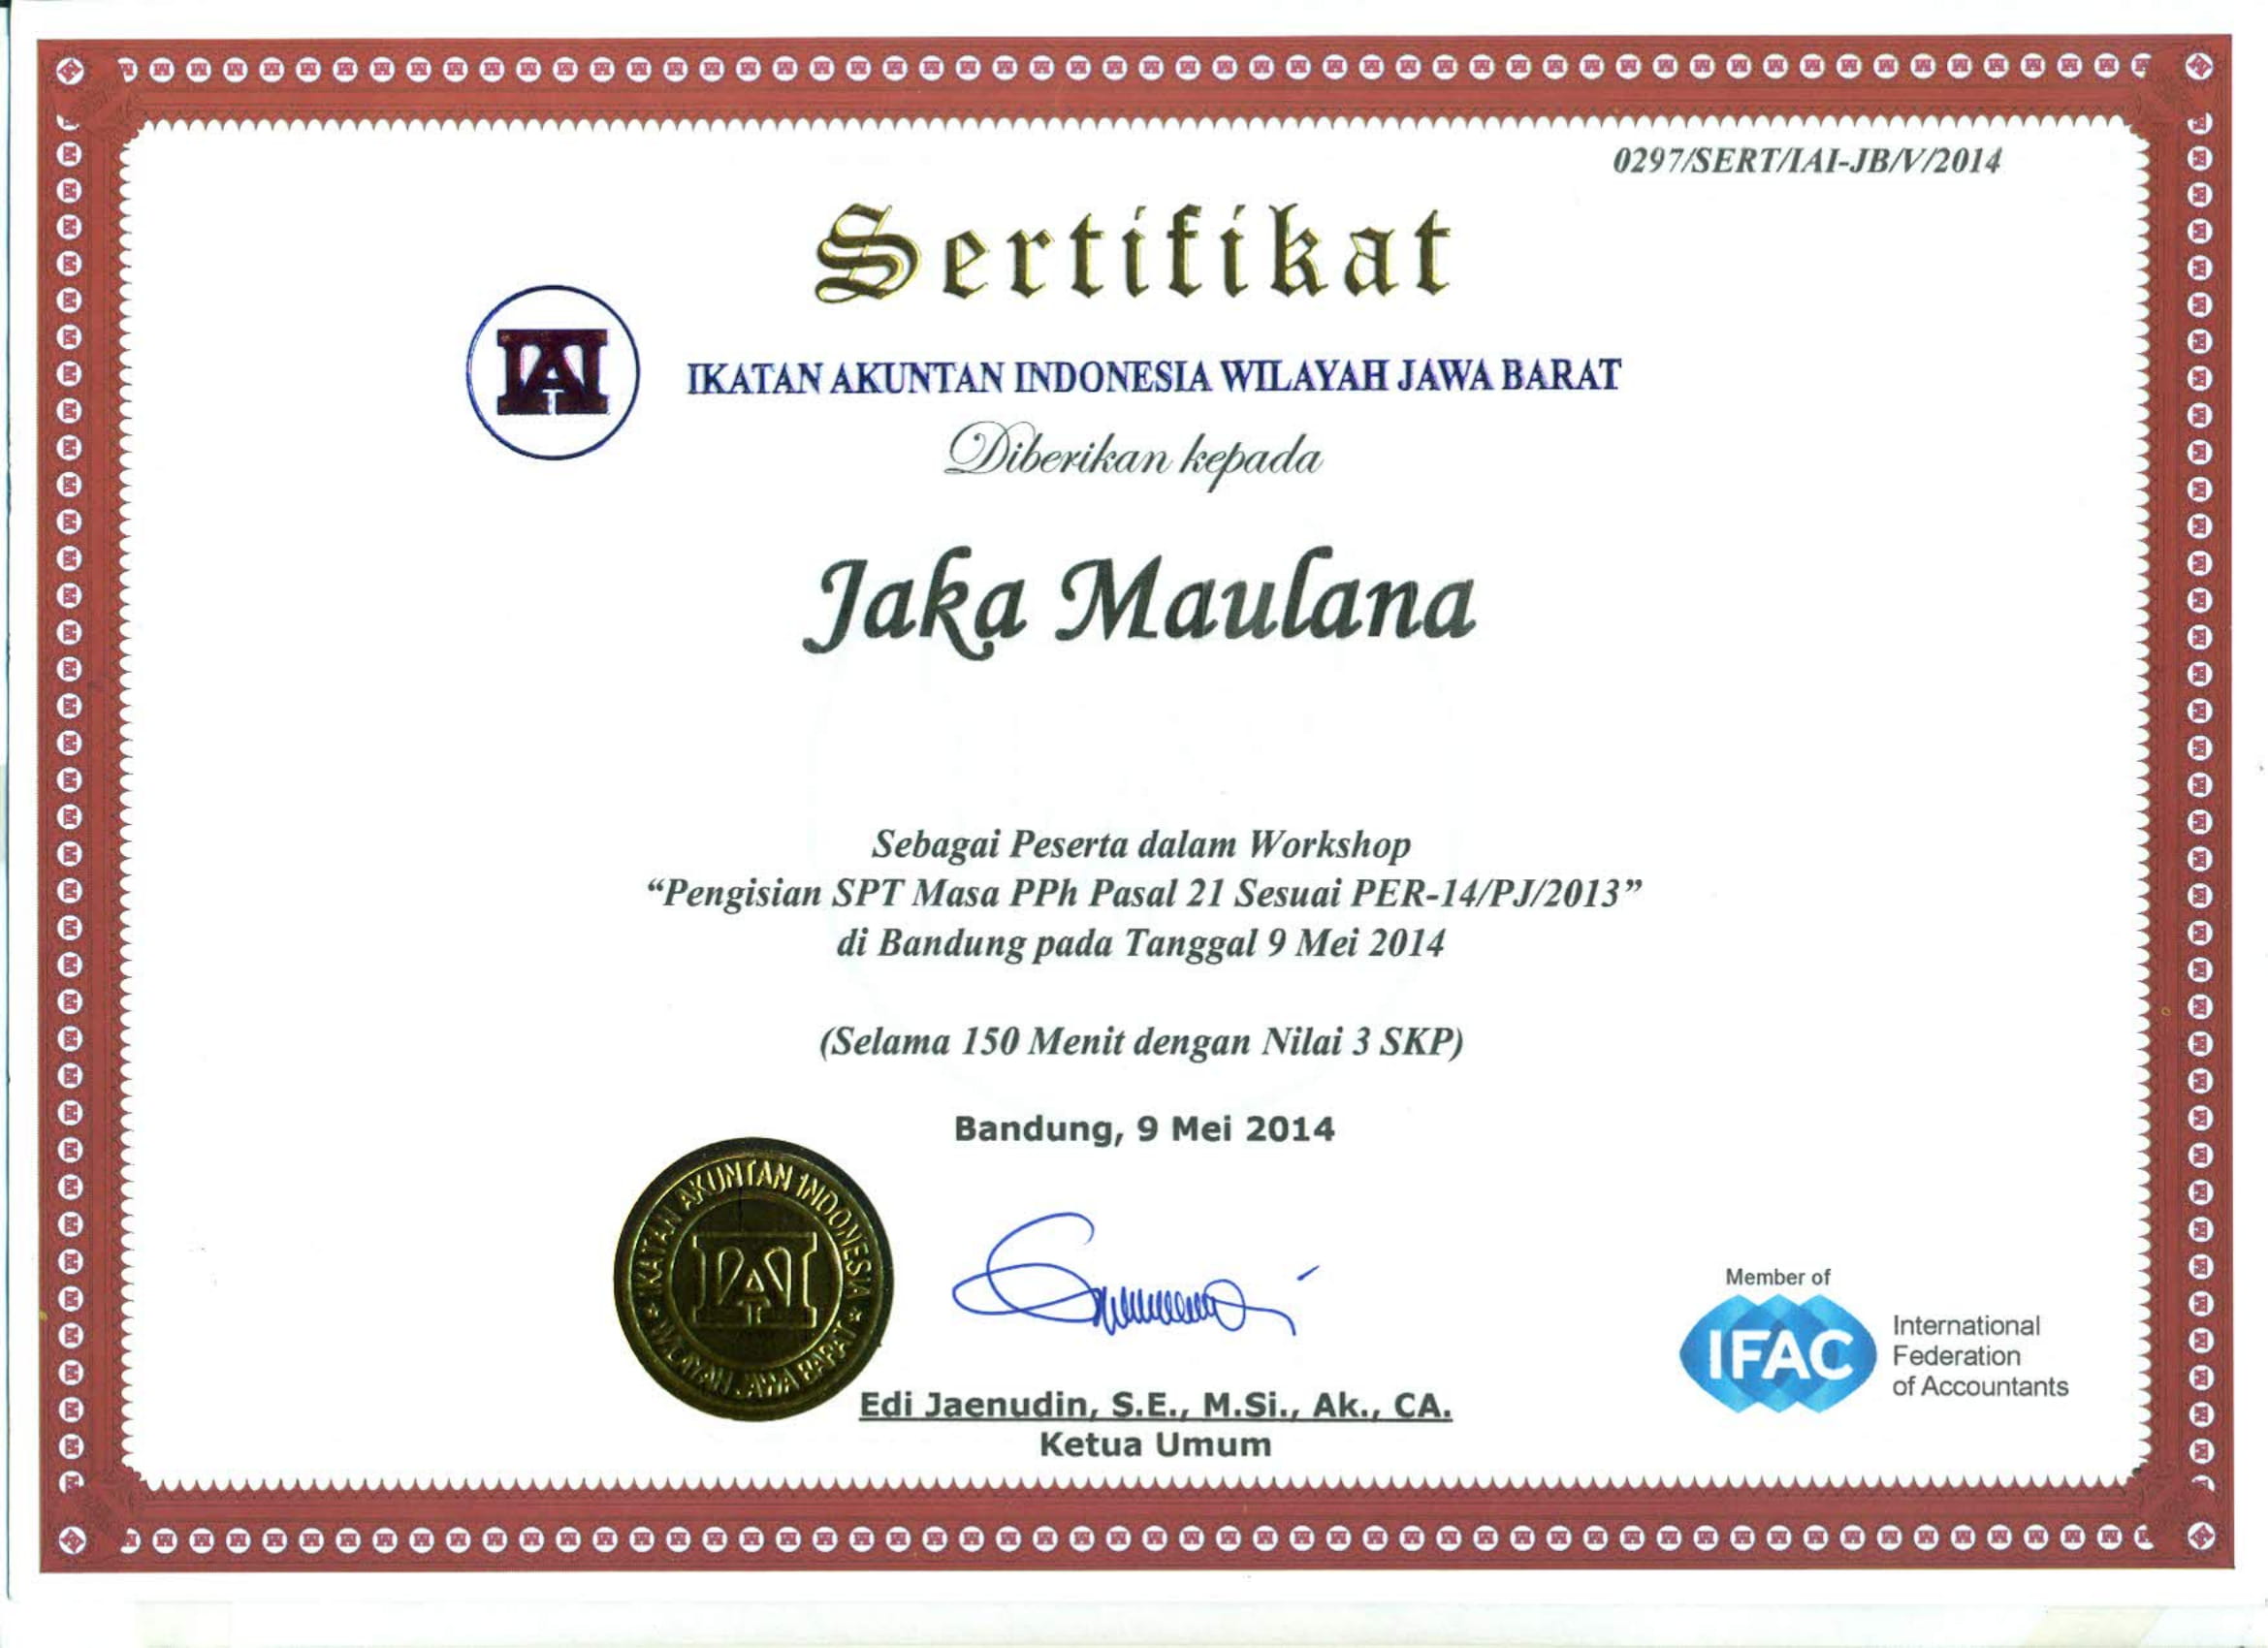 0297/SERT/IAI-JB/V/2014
Sertifikat
IAI
IKATAN AKUNTAN INDONESIA WILAYAH JAWA BARAT
Diberikan kepada
Jaka Maulana
Sebagai Peserta dalam Workshop
“Pengisian SPT Masa PPh Pasal 21 Sesuai PER-14/PJ/2013”
di Bandung pada Tanggal 9 Mei 2014
(Selama 150 Menit dengan Nilai 3 SKP)
Bandung, 9 Mei 2014
IKATAN AKUNTAN INDONESIA
IAI
WILAYAH JAWA BARAT
Edi Jaenudin, S.E., M.Si., Ak., CA.
Ketua Umum
Member of
IFAC
International
Federation
of Accountants